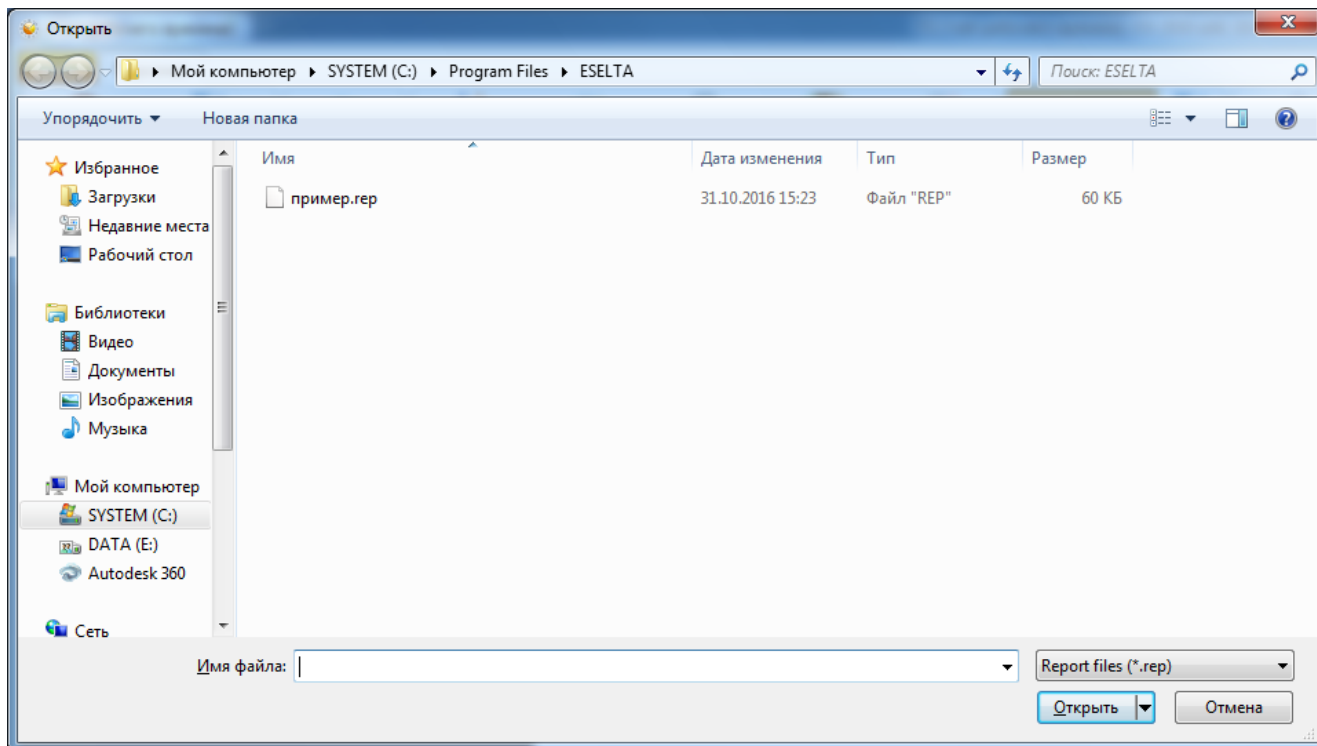 Открыть
Мой компьютер SYSTEM (C:) Program Files ESELTA Поиск: ESELTA
Упорядочить Новая папка
Имя Дата изменения Тип Размер
пример.rep 31.10.2016 15:23 Файл "REP" 60 КБ
Избранное
Загрузки
Недавние места
Рабочий стол
Библиотеки
Видео
Документы
Изображения
Музыка
Мой компьютер
SYSTEM (C:)
DATA (E:)
Autodesk 360
Сеть
Имя файла: Report files (*.rep)
Открыть Отмена